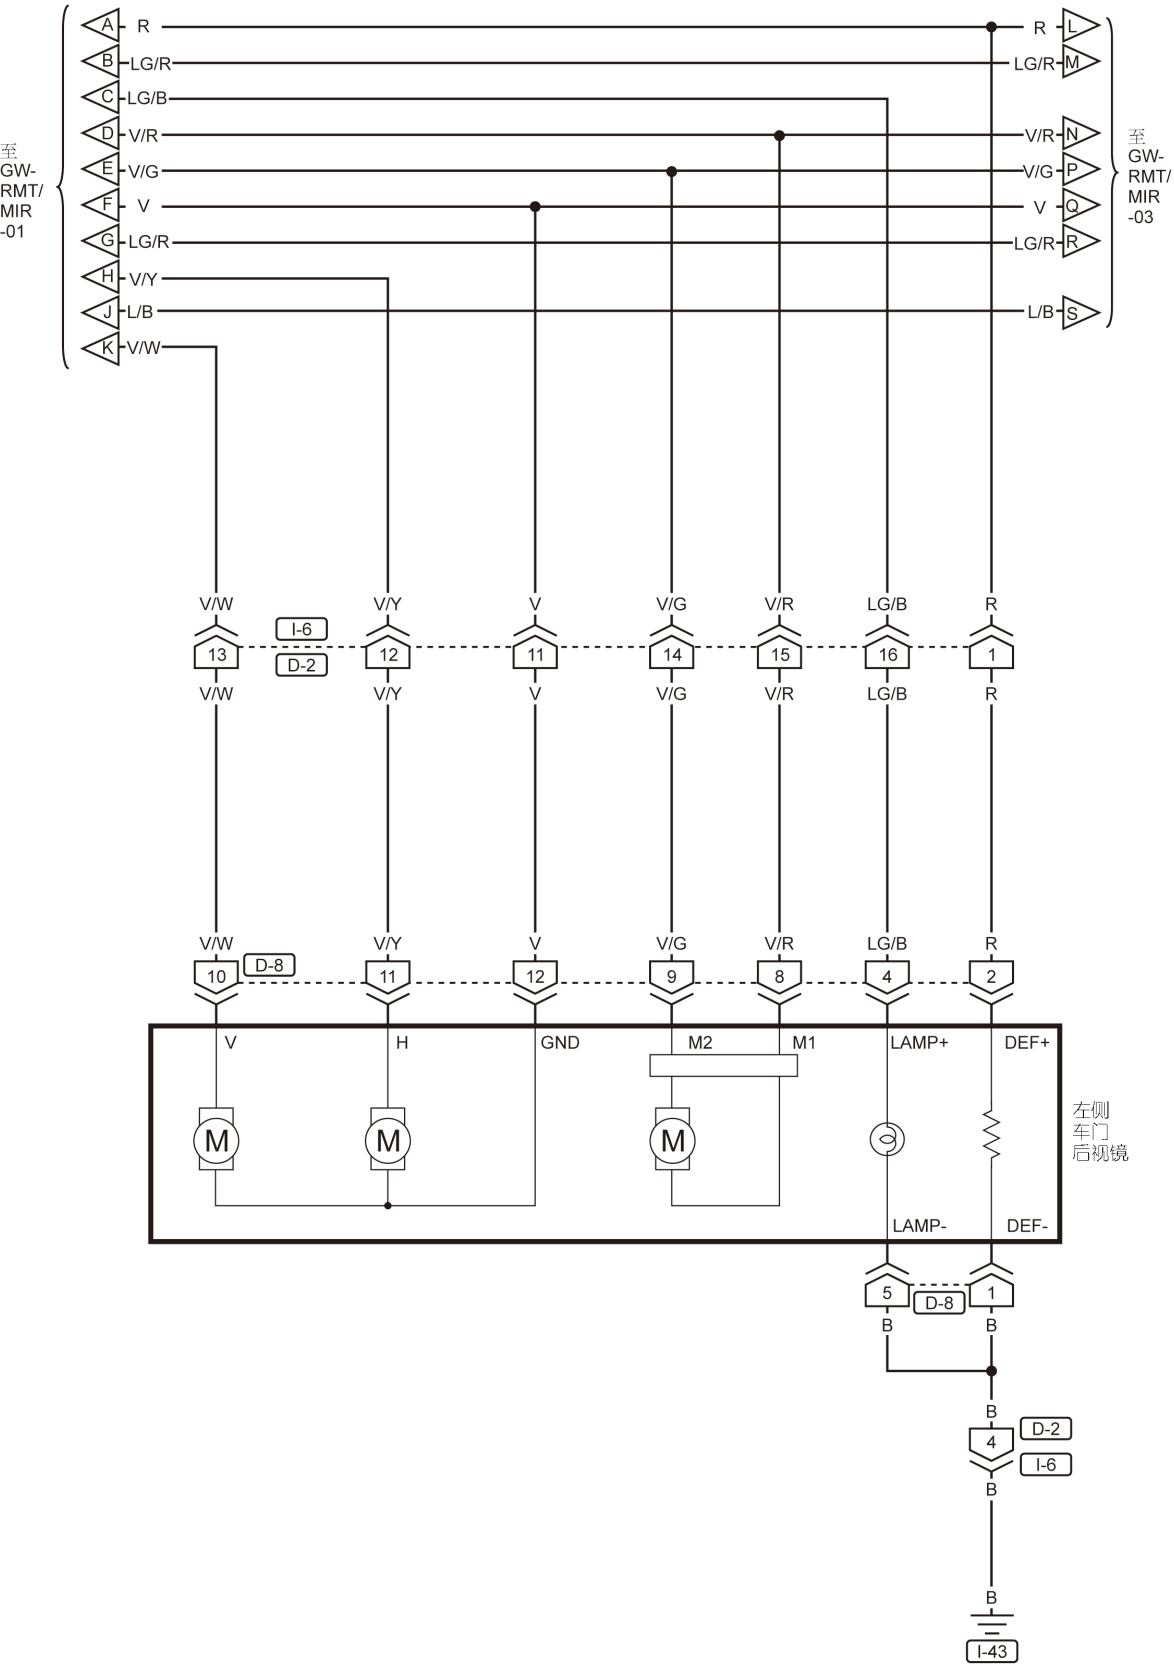 A R R L
B LG/R LG/R M
C LG/B
D V/R V/R N
E V/G V/G P
F V V Q
G LG/R LG/R R
H V/Y
J L/B L/B S
K V/W
至
GW-
RMT/
MIR
-01
至
GW-
RMT/
MIR
-03
V/W V/Y V V/G V/R LG/B R
I-6
13 12 11 14 15 16 1
D-2
V/W V/Y V V/G V/R LG/B R
V/W V/Y V V/G V/R LG/B R
D-8
10 11 12 9 8 4 2
V H GND M2 M1 LAMP+ DEF+
M M M
左侧
车门
后视镜
LAMP- DEF-
5 1
D-8
B B
B
D-2
4
I-6
B
B
I-43